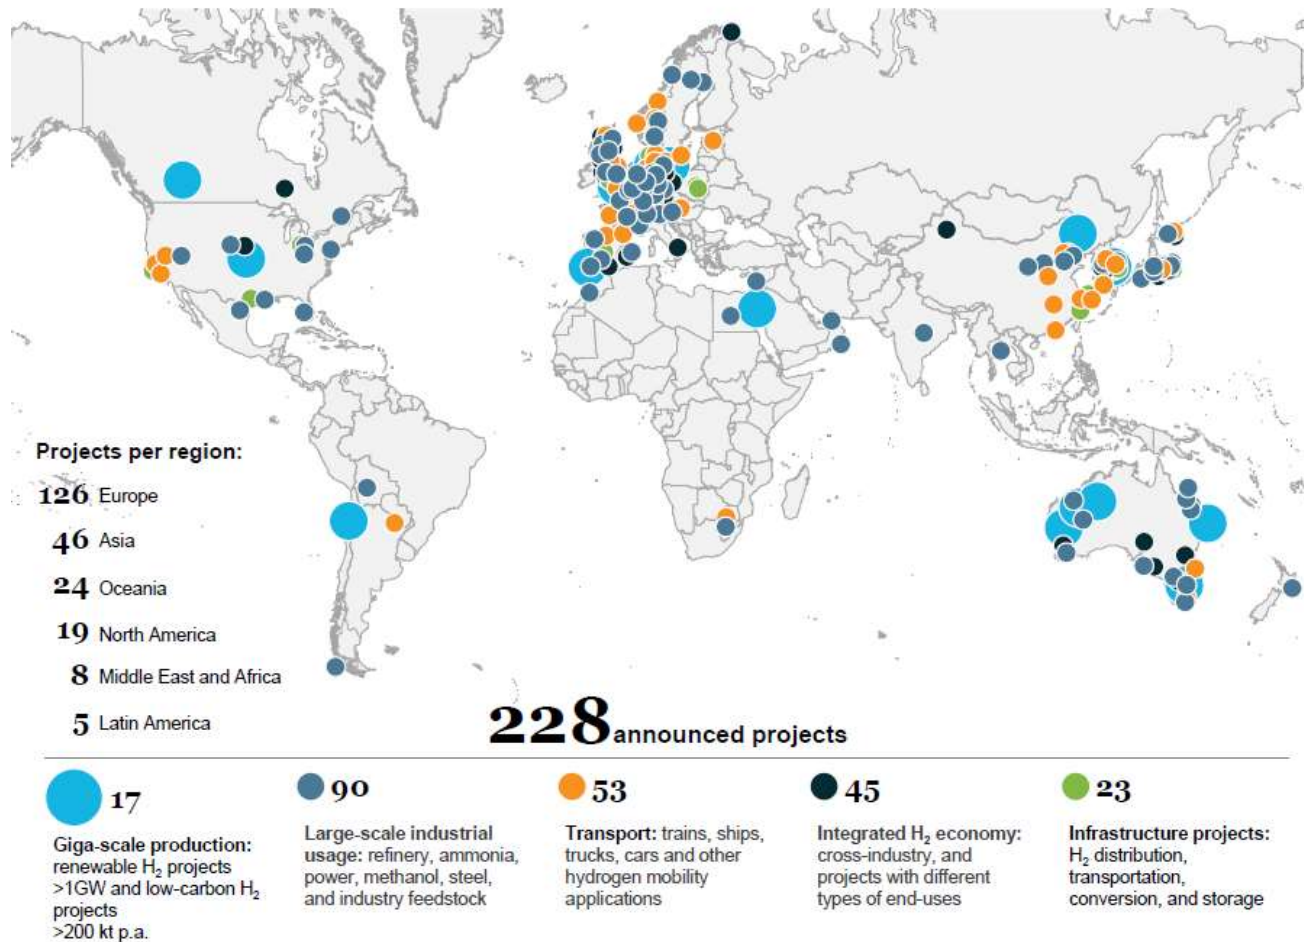 Projects per region:
126 Europe
46 Asia
24 Oceania
19 North America
8 Middle East and Africa
5 Latin America
228 announced projects
17
Giga-scale production:
renewable H₂ projects
>1GW and low-carbon H₂
projects
>200 kt p.a.
90
Large-scale industrial
usage: refinery, ammonia,
power, methanol, steel,
and industry feedstock
53
Transport: trains, ships,
trucks, cars and other
hydrogen mobility
applications
45
Integrated H₂ economy:
cross-industry, and
projects with different
types of end-uses
23
Infrastructure projects:
H₂ distribution,
transportation,
conversion, and storage